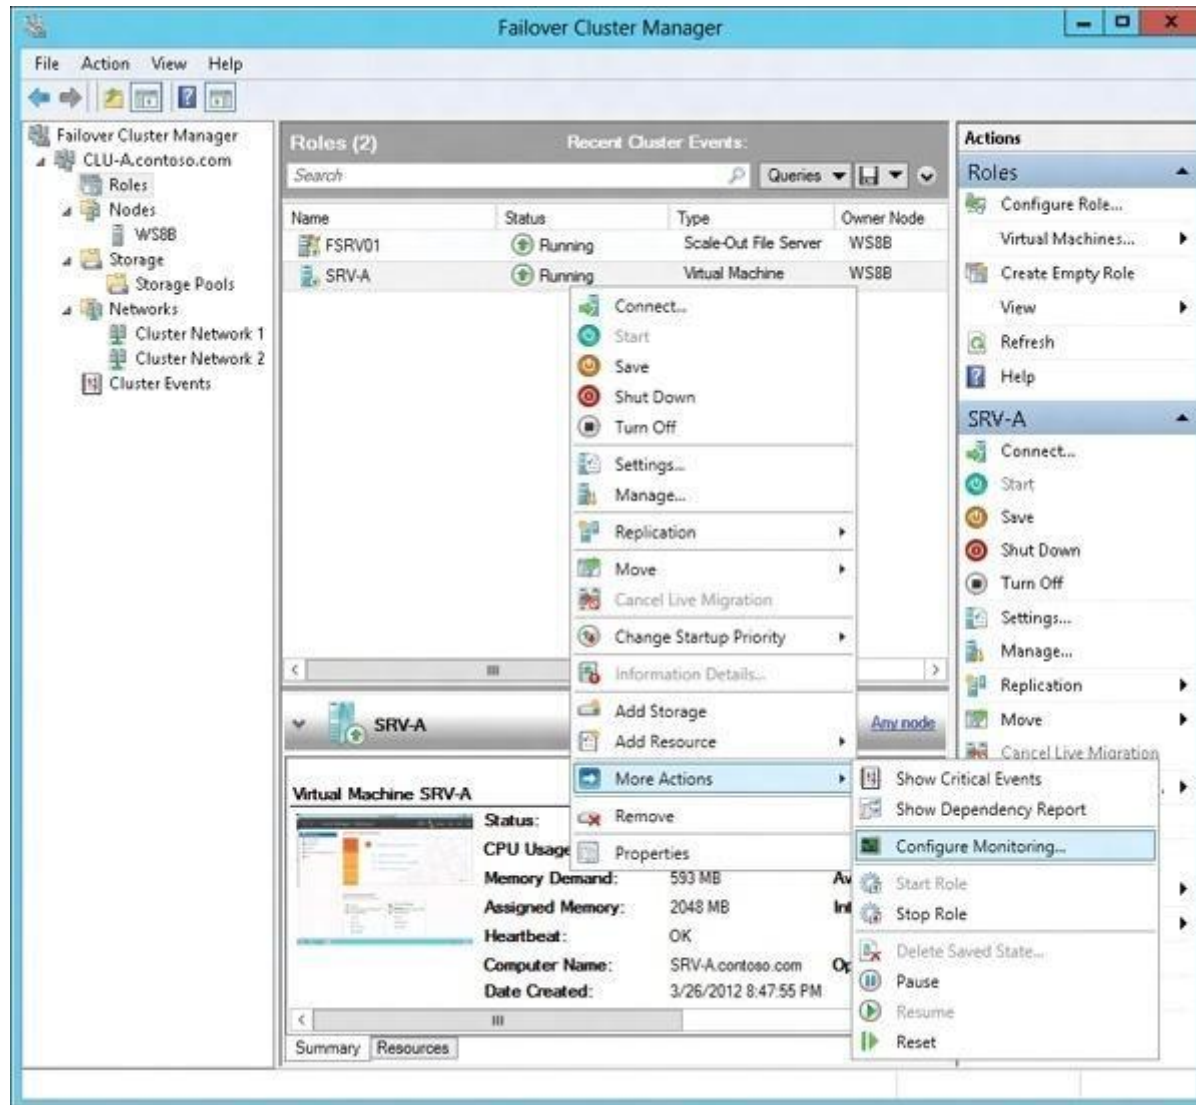 Failover Cluster Manager
File Action View Help
Failover Cluster Manager
CLU-A.contoso.com
Roles
Nodes
WS8B
Storage
Storage Pools
Networks
Cluster Network 1
Cluster Network 2
Cluster Events
Roles (2) Recent Cluster Events:
Search Queries
Name Status Type Owner Node
FSRV01 Running Scale-Out File Server WS8B
SRV-A Running Virtual Machine WS8B
Connect...
Start
Save
Shut Down
Turn Off
Settings...
Manage...
Replication
Move
Cancel Live Migration
Change Startup Priority
Information Details...
Add Storage
Add Resource
More Actions
Remove
Properties
Show Critical Events
Show Dependency Report
Configure Monitoring...
Start Role
Stop Role
Delete Saved State...
Pause
Resume
Reset
SRV-A Any node
Virtual Machine SRV-A
Status:
CPU Usage
Memory Demand: 593 MB Av
Assigned Memory: 2048 MB Int
Heartbeat: OK
Computer Name: SRV-A.contoso.com Op
Date Created: 3/26/2012 8:47:55 PM
Summary Resources
Actions
Roles
Configure Role...
Virtual Machines...
Create Empty Role
View
Refresh
Help
SRV-A
Connect...
Start
Save
Shut Down
Turn Off
Settings...
Manage...
Replication
Move
Cancel Live Migration